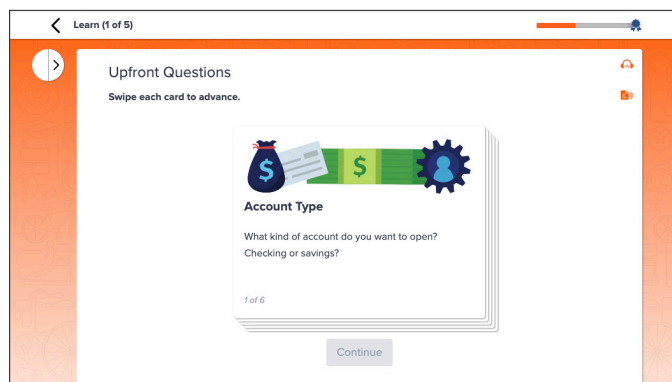 Learn (1 of 5)
Upfront Questions
Swipe each card to advance.
$
$
Account Type
What kind of account do you want to open?
Checking or savings?
1 of 6
Continue